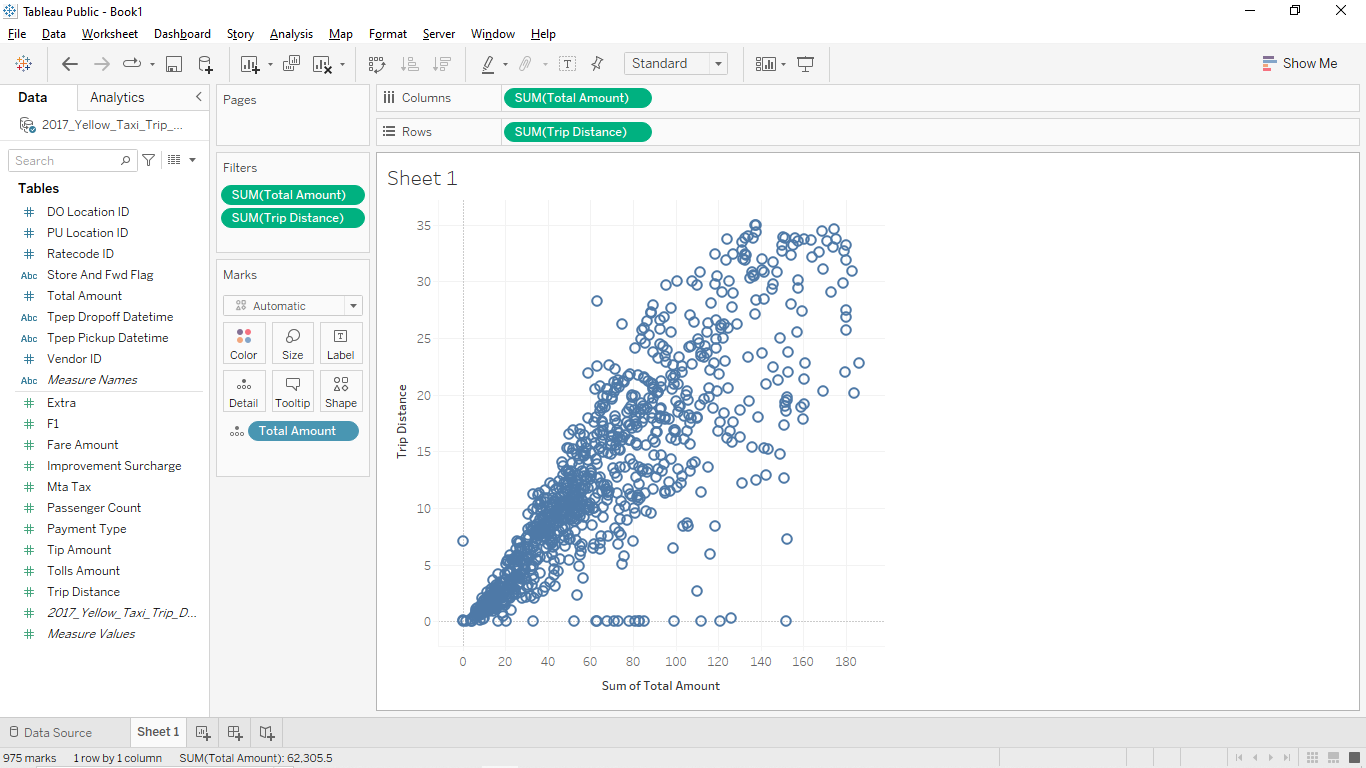 Tableau Public - Book1
File Data Worksheet Dashboard Story Analysis Map Format Server Window Help
Standard
Show Me
Data Analytics
2017_Yellow_Taxi_Trip_...
Search
Tables
DO Location ID
PU Location ID
Ratecode ID
Abc Store And Fwd Flag
Total Amount
Abc Tpep Dropoff Datetime
Abc Tpep Pickup Datetime
Vendor ID
Abc Measure Names
Extra
F1
Fare Amount
Improvement Surcharge
Mta Tax
Passenger Count
Payment Type
Tip Amount
Tolls Amount
Trip Distance
2017_Yellow_Taxi_Trip_D...
Measure Values
Pages
Filters
SUM(Total Amount)
SUM(Trip Distance)
Marks
Automatic
Color Size Label
Detail Tooltip Shape
Total Amount
Columns SUM(Total Amount)
Rows SUM(Trip Distance)
Sheet 1
Trip Distance
35
30
25
20
15
10
5
0
0 20 40 60 80 100 120 140 160 180
Sum of Total Amount
Data Source Sheet 1
975 marks 1 row by 1 column SUM(Total Amount): 62,305.5